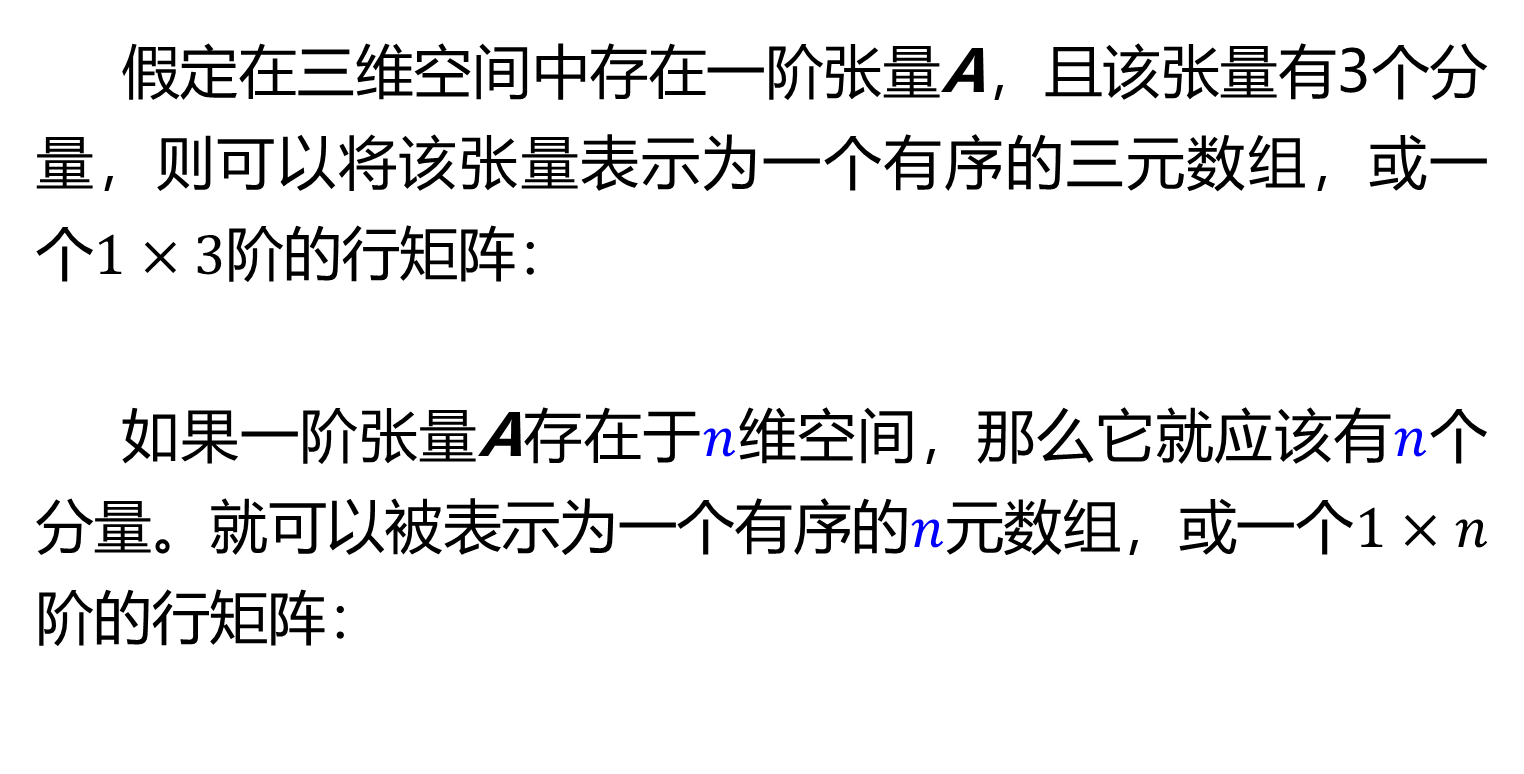 假定在三维空间中存在一阶张量A，且该张量有3个分
量，则可以将该张量表示为一个有序的三元数组，或一
个1 × 3阶的行矩阵：
如果一阶张量A存在于n维空间，那么它就应该有n个
分量。就可以被表示为一个有序的n元数组，或一个1 × n
阶的行矩阵：